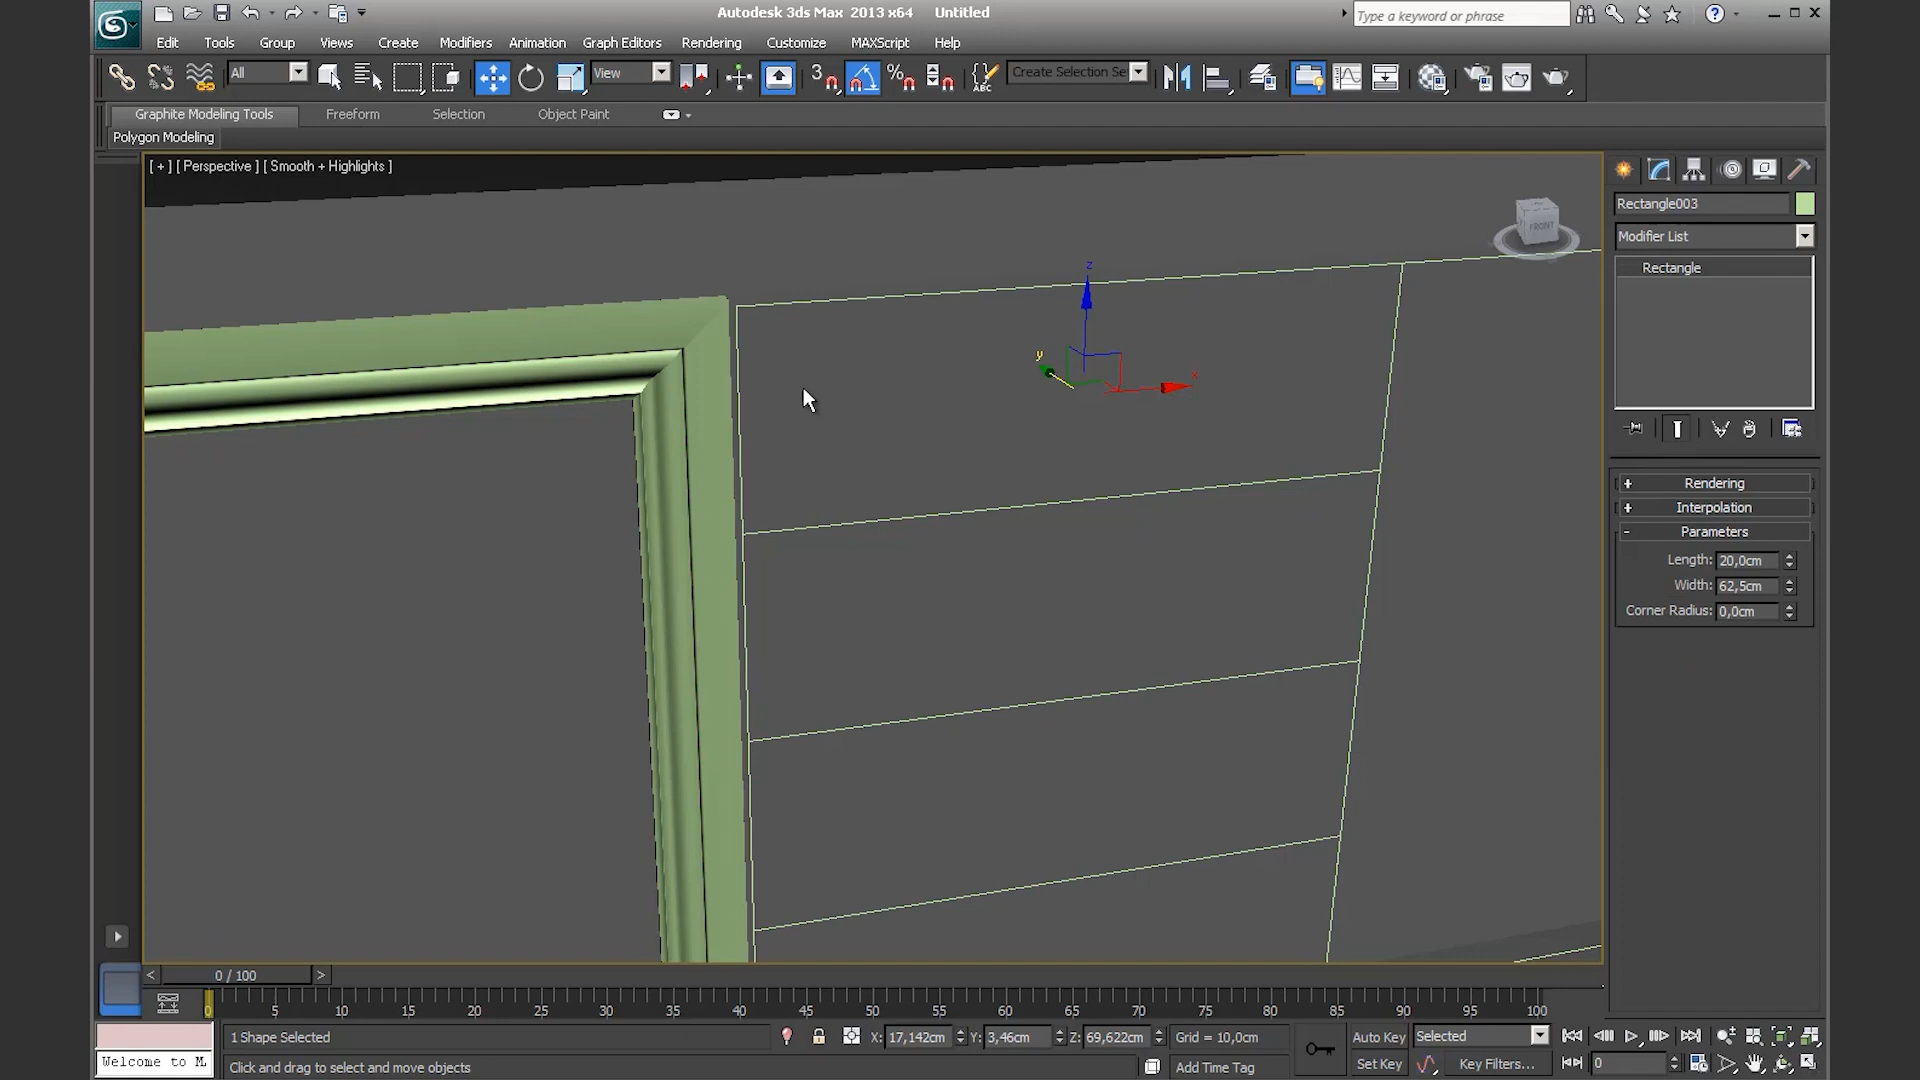 Autodesk 3ds Max 2013 x64 Untitled
Type a keyword or phrase
Edit Tools Group Views Create Modifiers Animation Graph Editors Rendering Customize MAXScript Help
All View 3 % ABC Create Selection Se
Graphite Modeling Tools Freeform Selection Object Paint
Polygon Modeling
[ + ] [ Perspective ] [ Smooth + Highlights ]
FRONT
Rectangle003
Modifier List
Rectangle
z
y
x
+ Rendering
+ Interpolation
- Parameters
Length: 20,0cm
Width: 62,5cm
Corner Radius: 0,0cm
< 0 / 100 >
0 5 10 15 20 25 30 35 40 45 50 55 60 65 70 75 80 85 90 95 100
1 Shape Selected X: 17,142cm Y: 3,46cm Z: 69,622cm Grid = 10,0cm Auto Key Selected
Welcome to M. Click and drag to select and move objects Add Time Tag Set Key Key Filters... 0